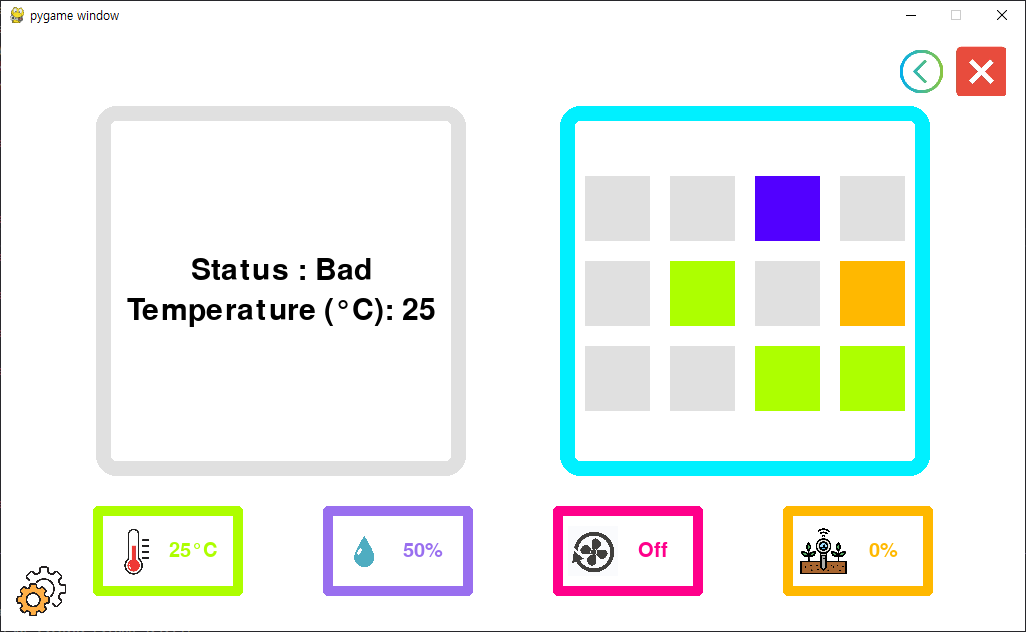 pygame window
Status : Bad
Temperature (°C): 25
25°C
50%
Off
0%